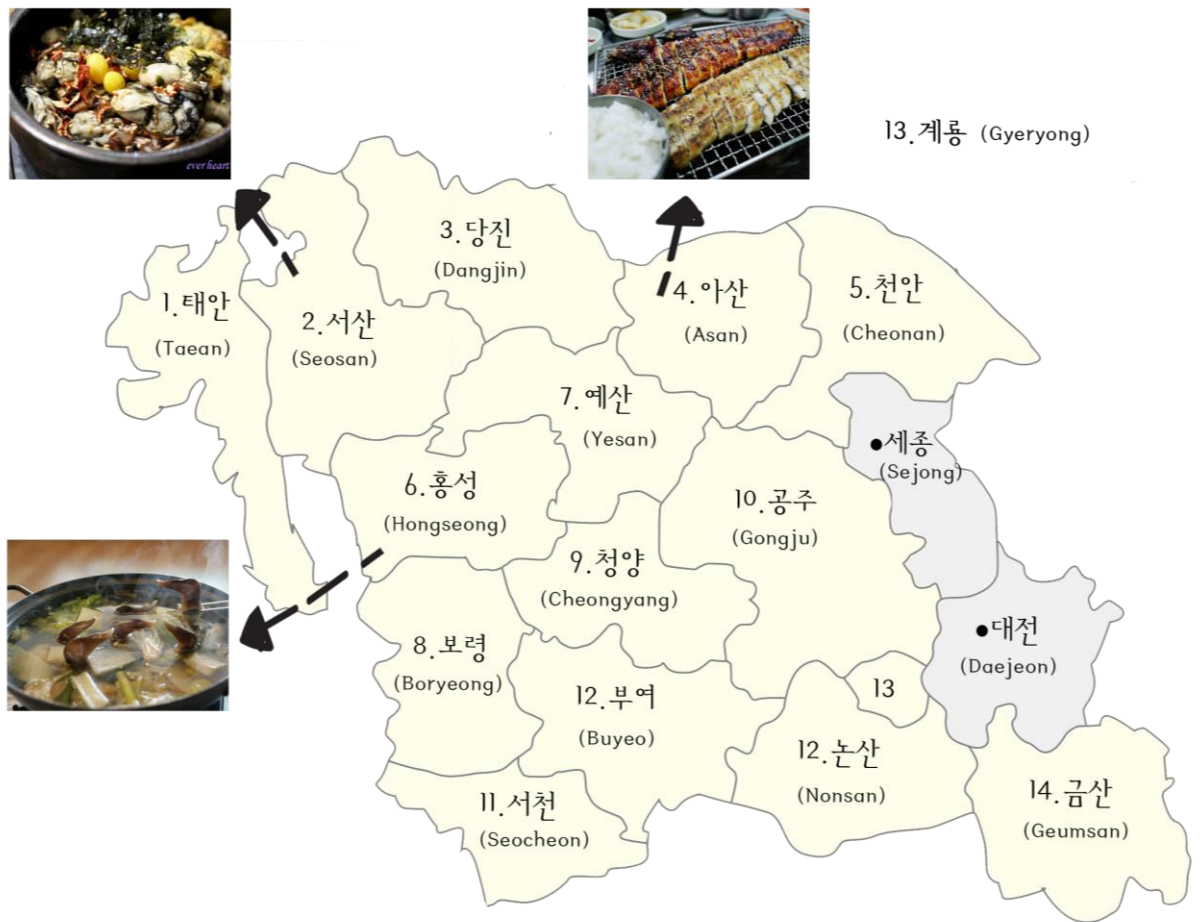 everheart
13.계룡 (Gyeryong)
3.당진
(Dangjin)
1.태안
(Taean)
2.서산
(Seosan)
4.아산
(Asan)
5.천안
(Cheonan)
7.예산
(Yesan)
세종
(Sejong)
6.홍성
(Hongseong)
10.공주
(Gongju)
9.청양
(Cheongyang)
대전
(Daejeon)
8.보령
(Boryeong)
12.부여
(Buyeo)
13
12.논산
(Nonsan)
11.서천
(Seocheon)
14.금산
(Geumsan)